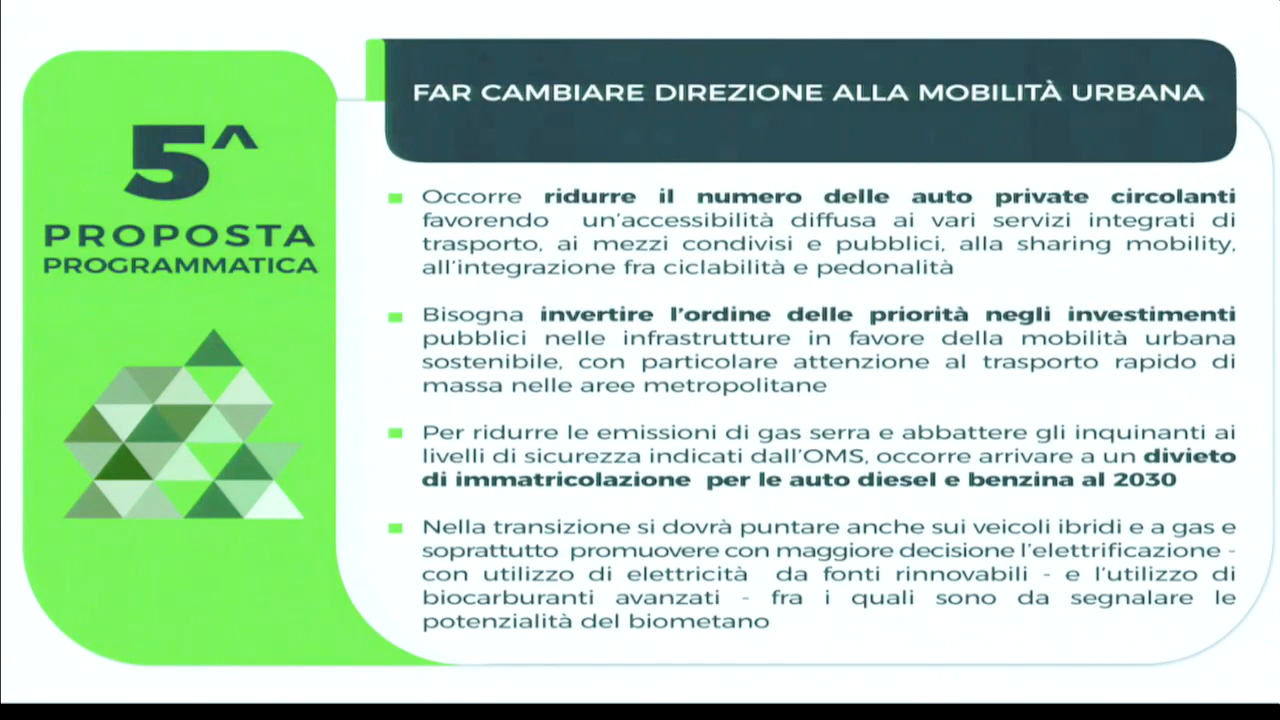 5^
PROPOSTA
PROGRAMMATICA
FAR CAMBIARE DIREZIONE ALLA MOBILITÀ URBANA
Occorre ridurre il numero delle auto private circolanti
favorendo un'accessibilità diffusa ai vari servizi integrati di
trasporto, ai mezzi condivisi e pubblici, alla sharing mobility,
all'integrazione fra ciclabilità e pedonalità
Bisogna invertire l'ordine delle priorità negli investimenti
pubblici nelle infrastrutture in favore della mobilità urbana
sostenibile, con particolare attenzione al trasporto rapido di
massa nelle aree metropolitane
Per ridurre le emissioni di gas serra e abbattere gli inquinanti ai
livelli di sicurezza indicati dall'OMS, occorre arrivare a un divieto
di immatricolazione per le auto diesel e benzina al 2030
Nella transizione si dovrà puntare anche sui veicoli ibridi e a gas e
soprattutto promuovere con maggiore decisione l'elettrificazione -
con utilizzo di elettricità da fonti rinnovabili - e l'utilizzo di
biocarburanti avanzati - fra i quali sono da segnalare le
potenzialità del biometano